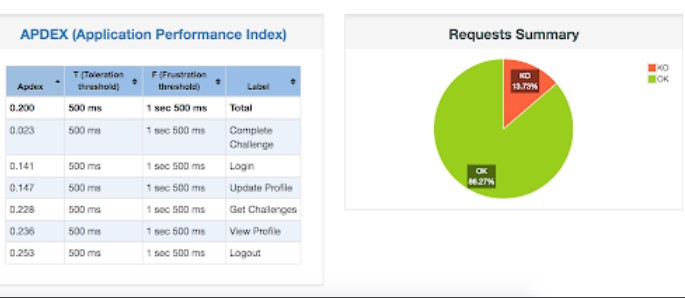 APDEX (Application Performance Index)
Apdex T (Toleration threshold) F (Frustration threshold) Label
0.200 500 ms 1 sec 500 ms Total
0.023 500 ms 1 sec 500 ms Complete Challenge
0.141 500 ms 1 sec 500 ms Login
0.147 500 ms 1 sec 500 ms Update Profile
0.228 500 ms 1 sec 500 ms Get Challenges
0.236 500 ms 1 sec 500 ms View Profile
0.253 500 ms 1 sec 500 ms Logout
Requests Summary
KO
13.73%
OK
86.27%
KO
OK